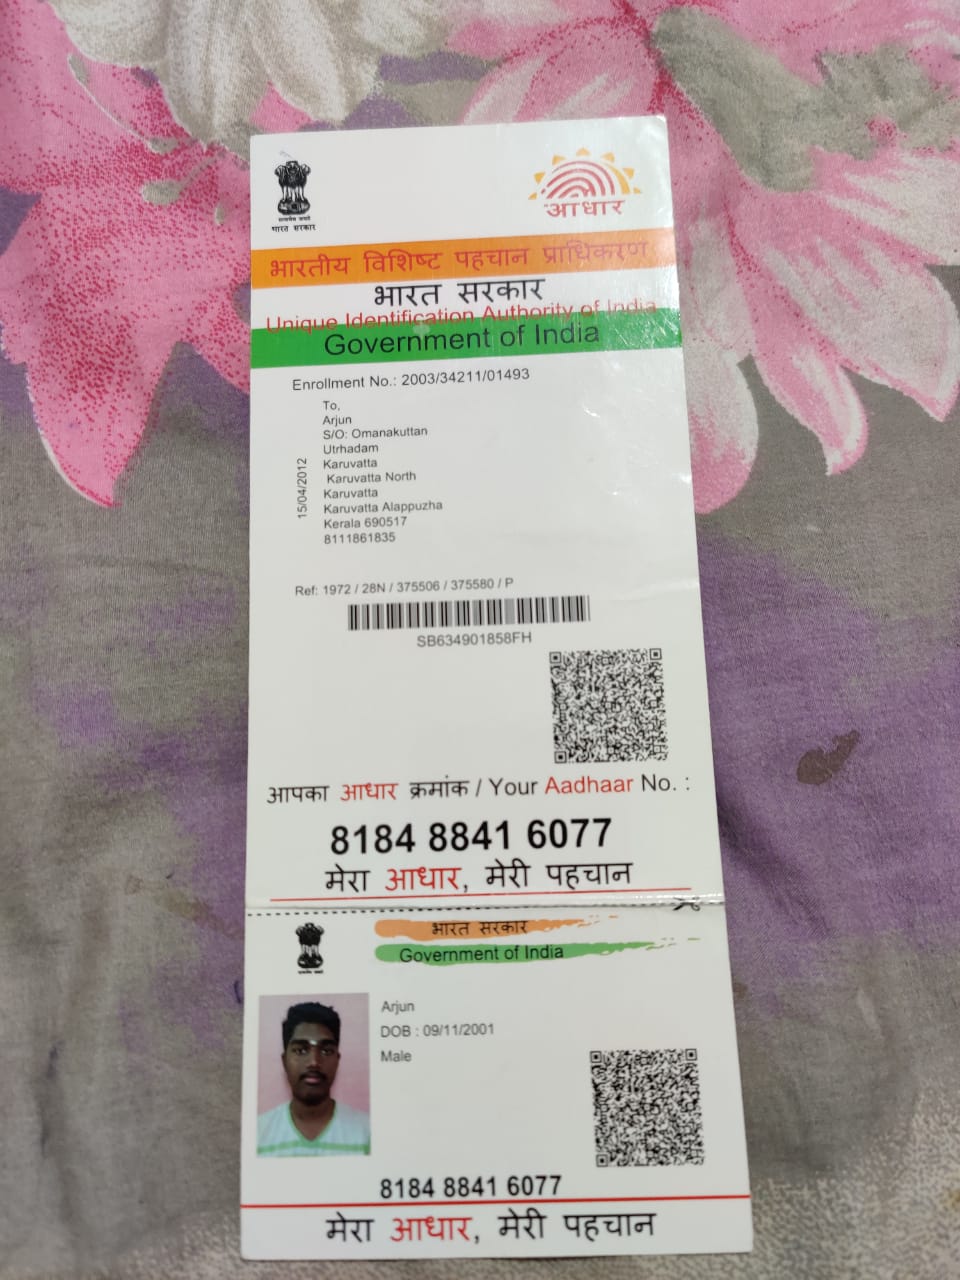 भारत सरकार
आधार
भारतीय विशिष्ट पहचान प्राधिकरण
भारत सरकार
Unique Identification Authority of India
Government of India
Enrollment No.: 2003/34211/01493
To,
Arjun
S/O: Omanakuttan
Utrhadam
Karuvatta
Karuvatta North
Karuvatta
Karuvatta Alappuzha
Kerala 690517
8111861835
15/04/2012
Ref: 1972 / 28N / 375506 / 375580 / P
SB634901858FH
आपका आधार क्रमांक / Your Aadhaar No. :
8184 8841 6077
मेरा आधार, मेरी पहचान
भारत सरकार
Government of India
Arjun
DOB : 09/11/2001
Male
8184 8841 6077
मेरा आधार, मेरी पहचान